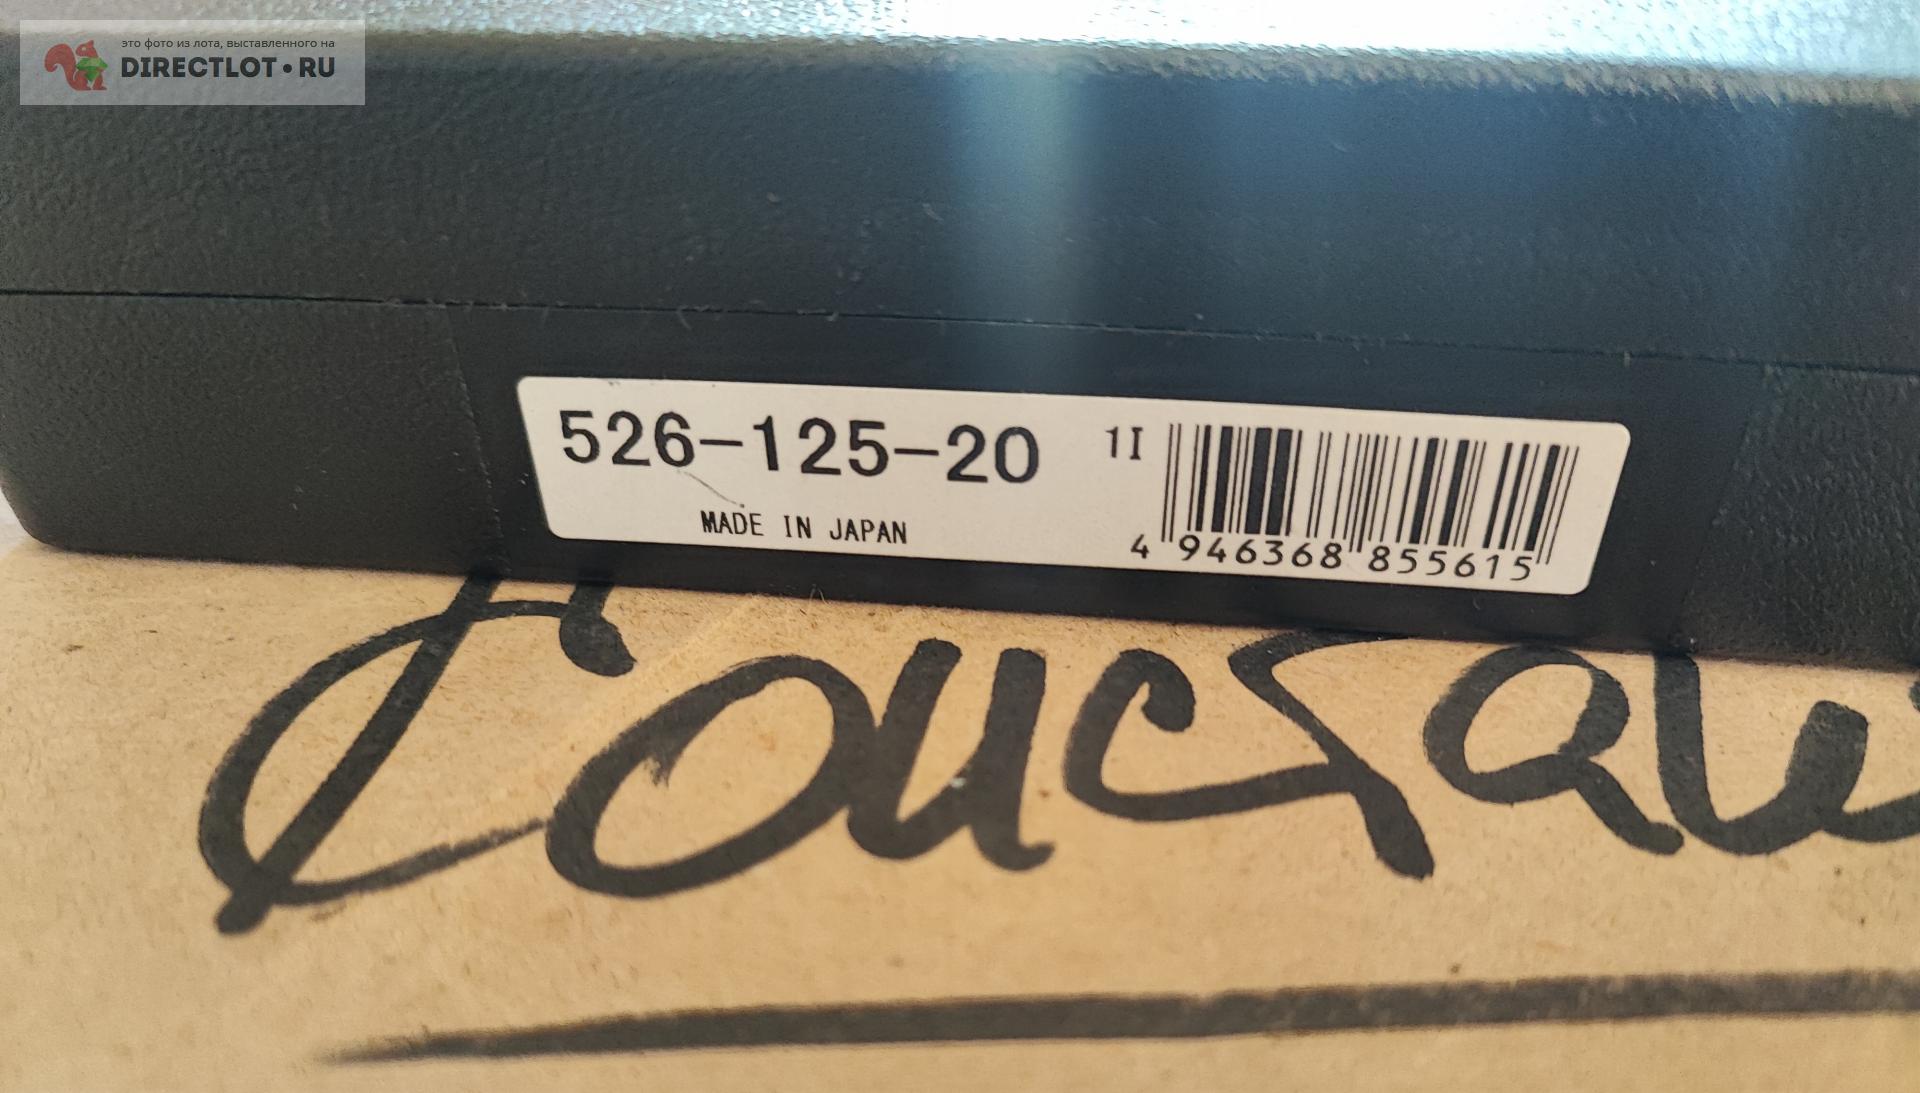 это фото из лота, выставленного на
DIRECTLOT•RU
526-125-20
1I
MADE IN JAPAN
4 946368 855615